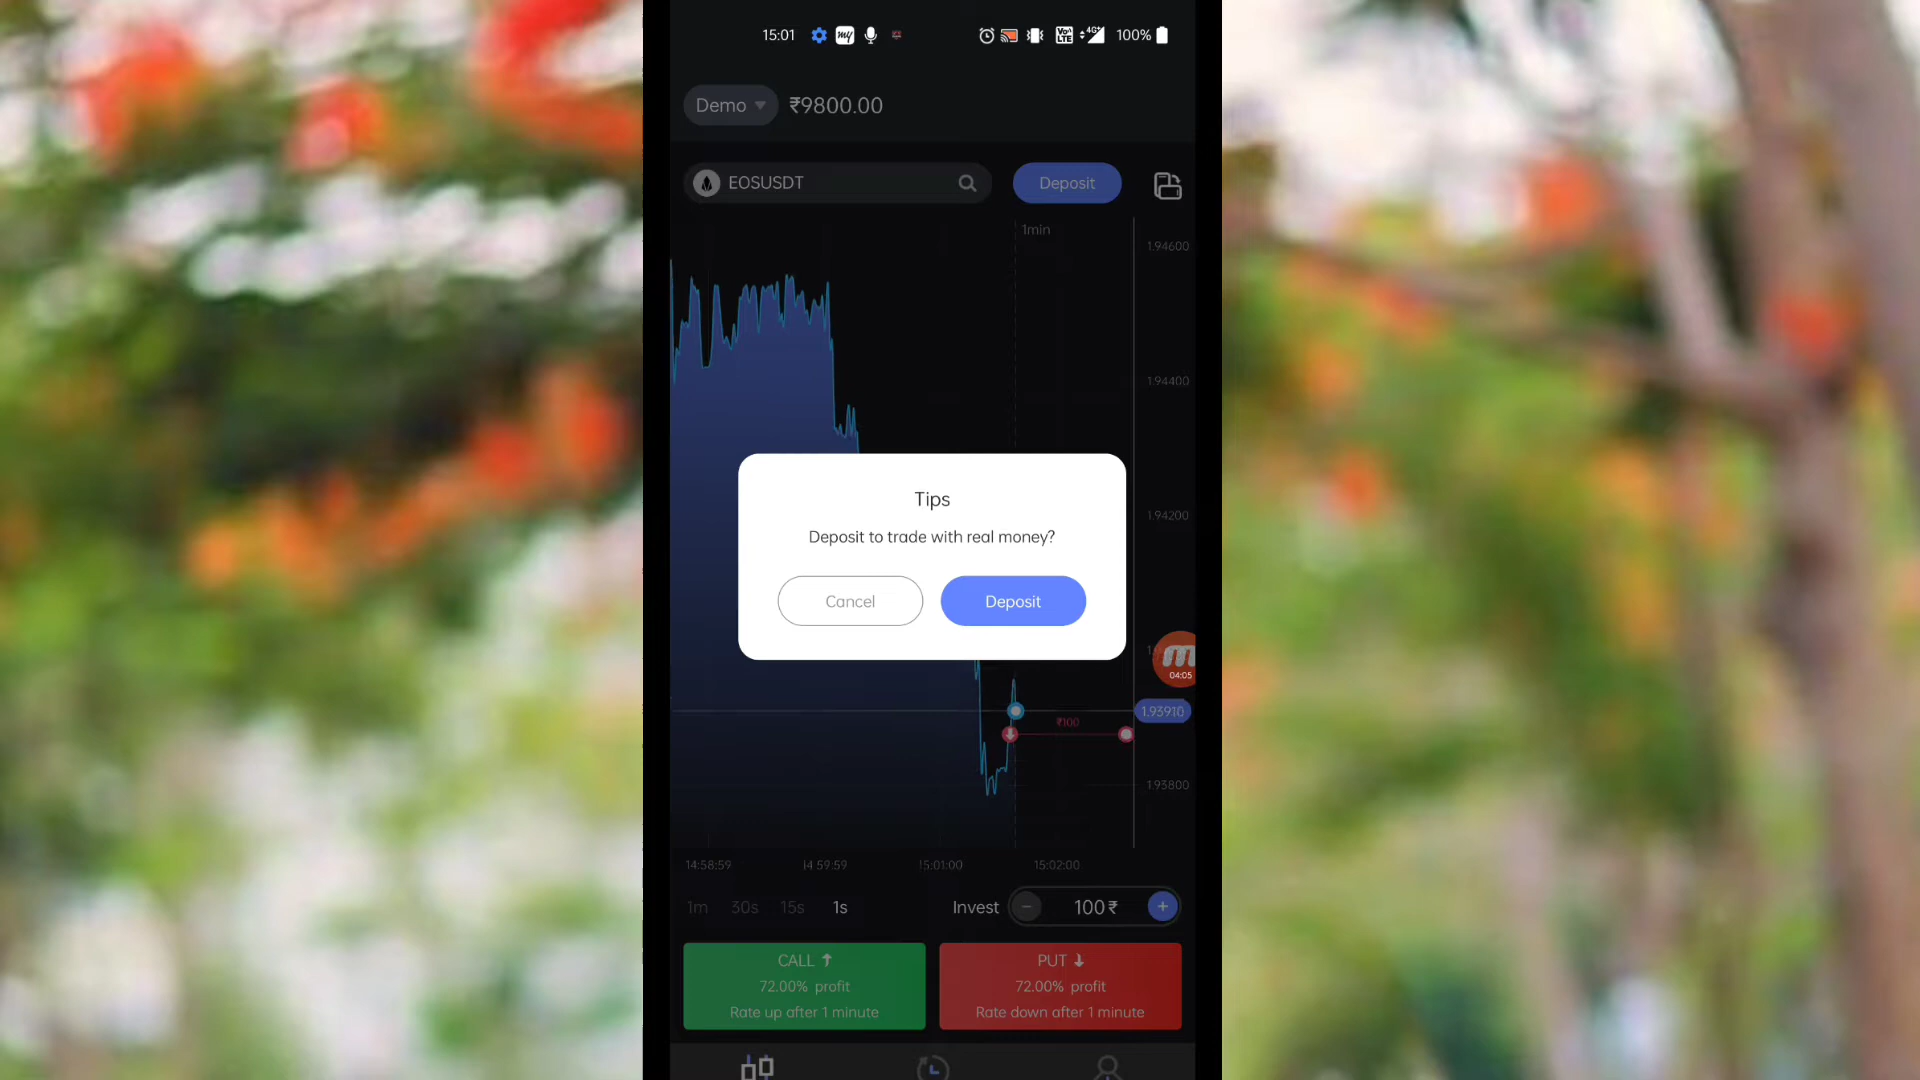 15:01 my VoLTE 4G 100%
Demo ₹9800.00
EOSUSDT Deposit
1min
1.94600
1.94400
1.94200
Tips
Deposit to trade with real money?
Cancel Deposit
04:05
₹100
1.93910
1.93800
14:58:59 14:59:59 15:01:00 15:02:00
1m 30s 15s 1s Invest − 100₹ +
CALL PUT
72.00% profit 72.00% profit
Rate up after 1 minute Rate down after 1 minute